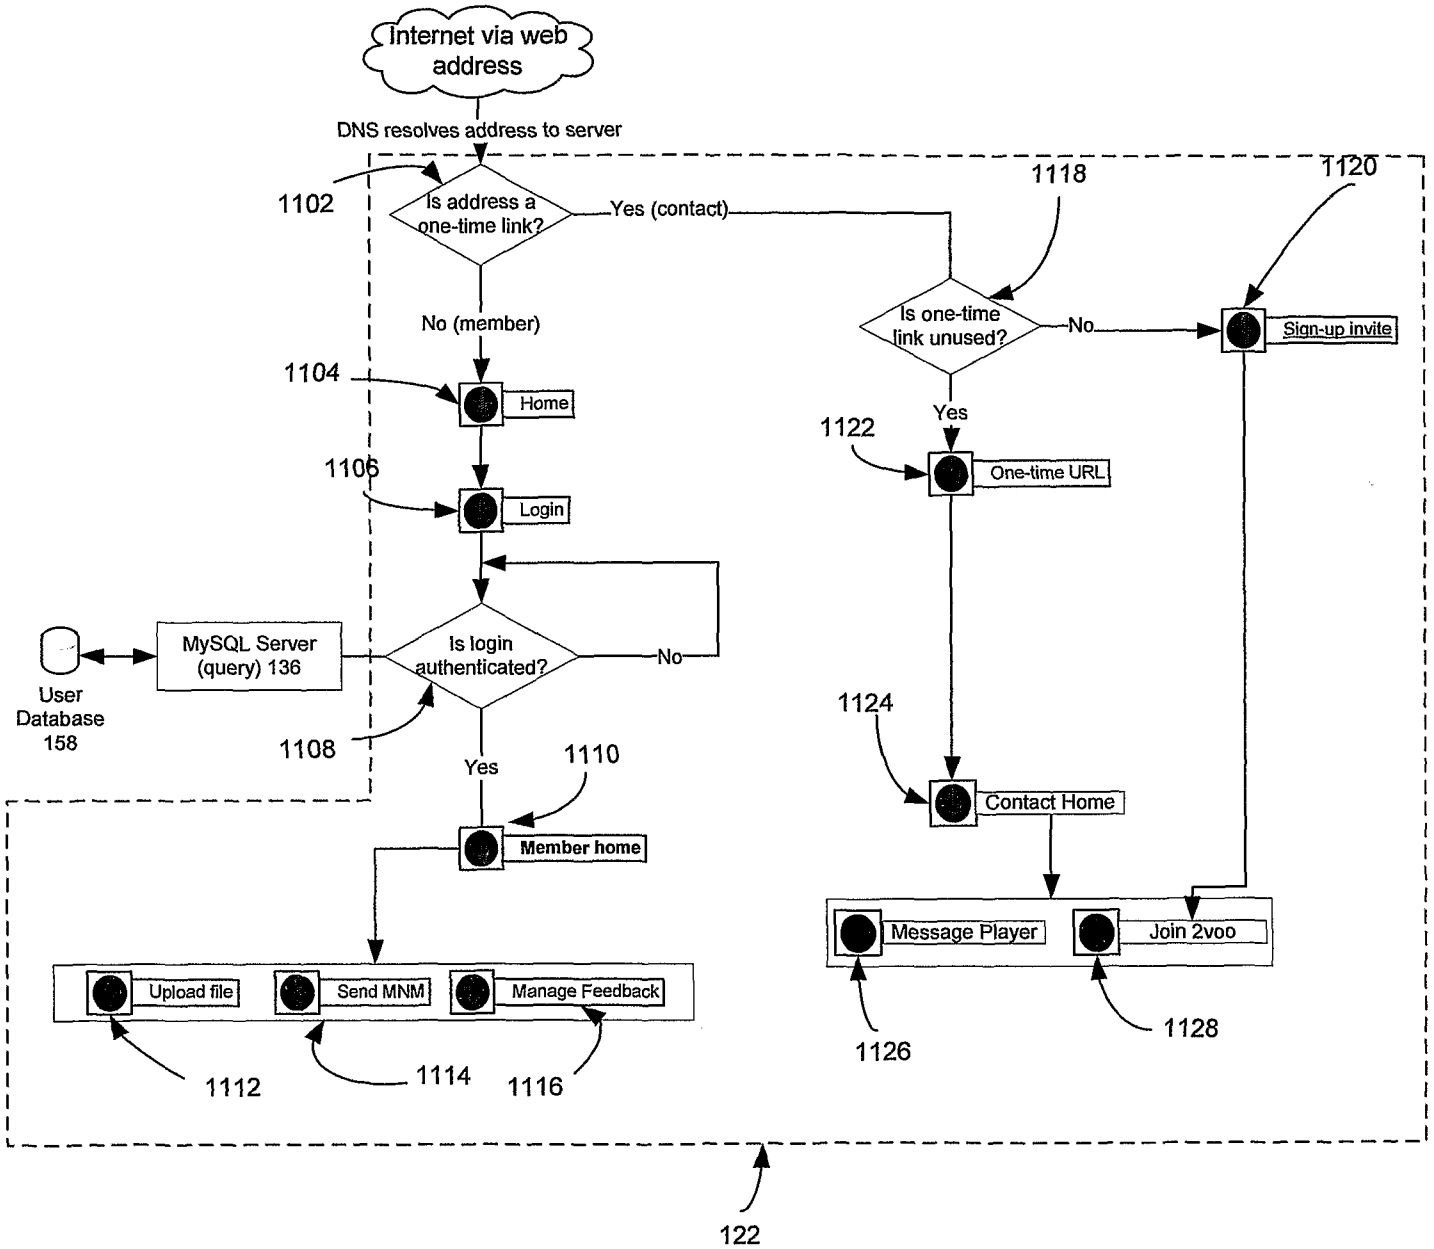 Internet via web
address
DNS resolves address to server
1102
Is address a
one-time link?
Yes (contact)
1118
1120
No (member)
Is one-time
link unused?
No
Sign-up invite
1104
Home
Yes
1122
One-time URL
1106
Login
MySQL Server
(query) 136
Is login
authenticated?
No
User
Database
158
1108
Yes
1110
1124
Contact Home
Member home
Message Player
Join 2voo
Upload file
Send MNM
Manage Feedback
1126
1128
1112
1114
1116
122